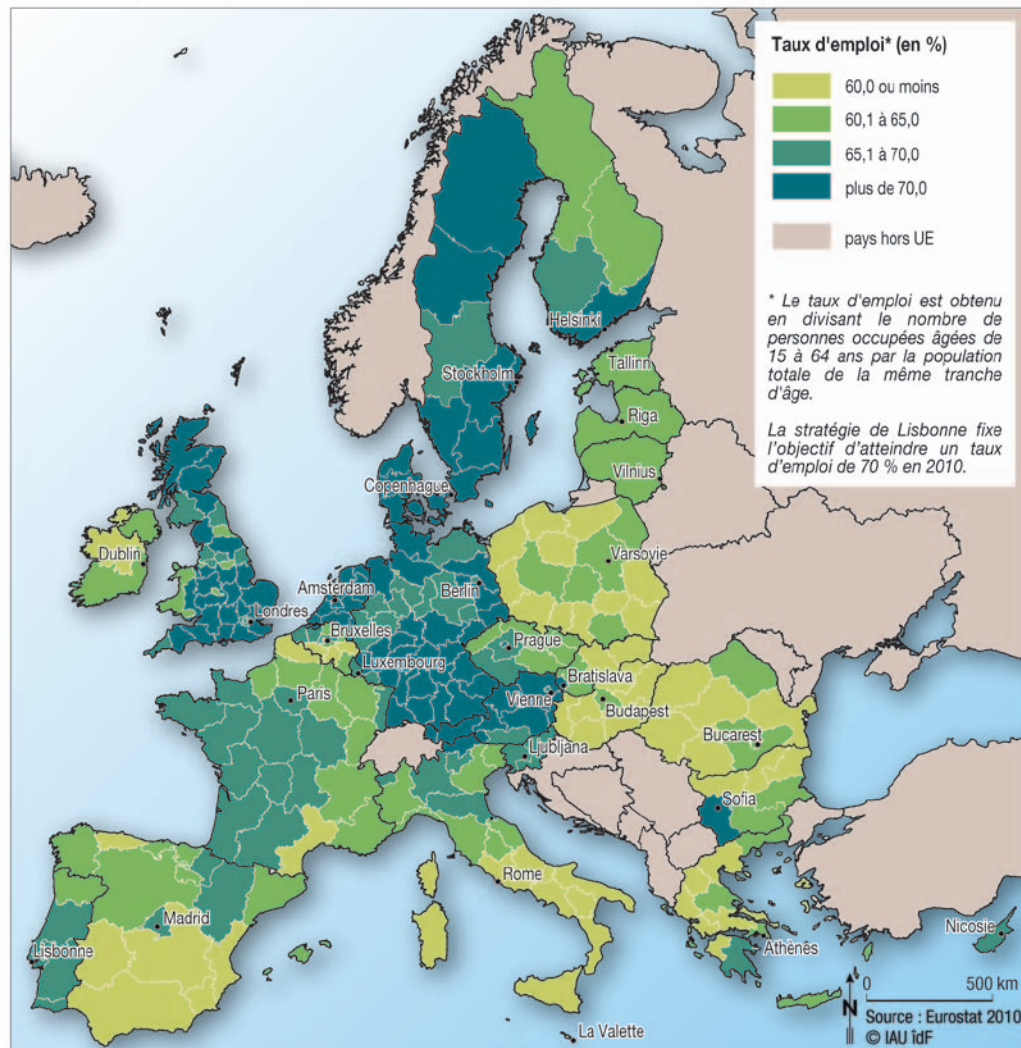 Taux d'emploi* (en %)
60,0 ou moins
60,1 à 65,0
65,1 à 70,0
plus de 70,0
pays hors UE
* Le taux d'emploi est obtenu
en divisant le nombre de
personnes occupées âgées de
15 à 64 ans par la population
totale de la même tranche
d'âge.
La stratégie de Lisbonne fixe
l'objectif d'atteindre un taux
d'emploi de 70 % en 2010.
Helsinki
Tallinn
Stockholm
Riga
Vilnius
Copenhague
Dublin
Varsovie
Amsterdam
Berlin
Londres
Bruxelles
Prague
Luxembourg
Bratislava
Paris
Vienne
Budapest
Ljubljana
Bucarest
Sofia
Rome
Madrid
Lisbonne
Athènes
Nicosie
La Valette
0 500 km
N
Source : Eurostat 2010
© IAU îdF